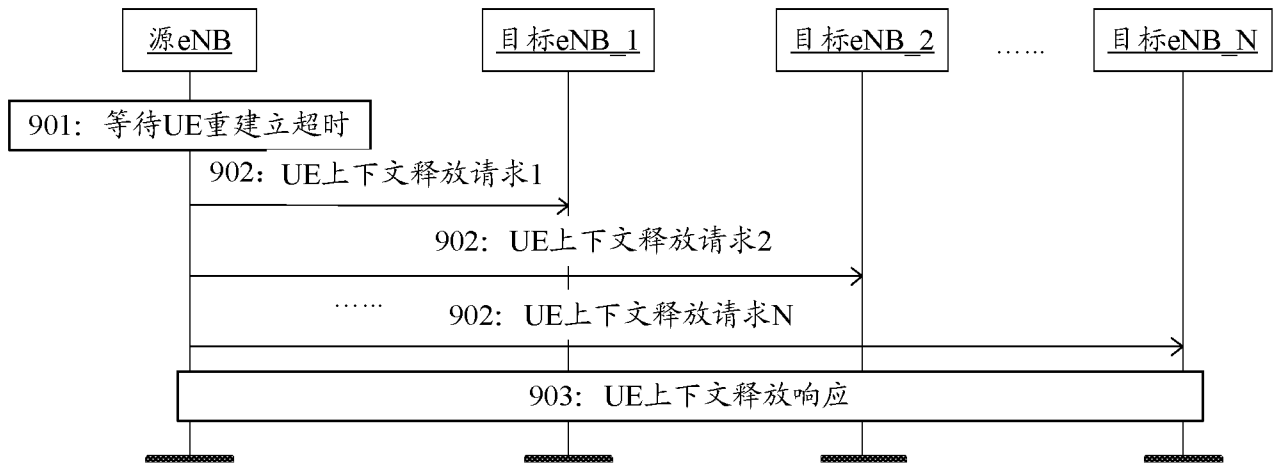 源eNB 目标eNB_1 目标eNB_2 …… 目标eNB_N
901：等待UE重建立超时
902：UE上下文释放请求1
902：UE上下文释放请求2
……
902：UE上下文释放请求N
903：UE上下文释放响应